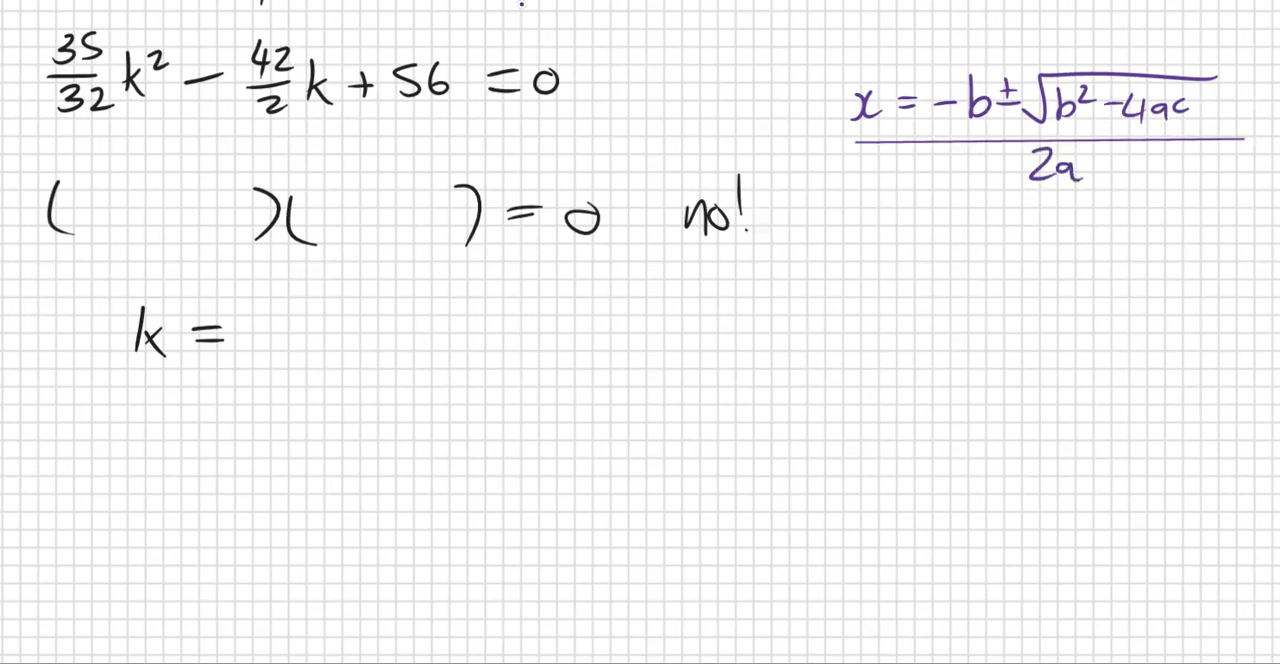 35/32 k² − 42/2 k + 56 = 0
x = −b ± √(b² − 4ac)
2a
( )( ) = 0 no!
k =